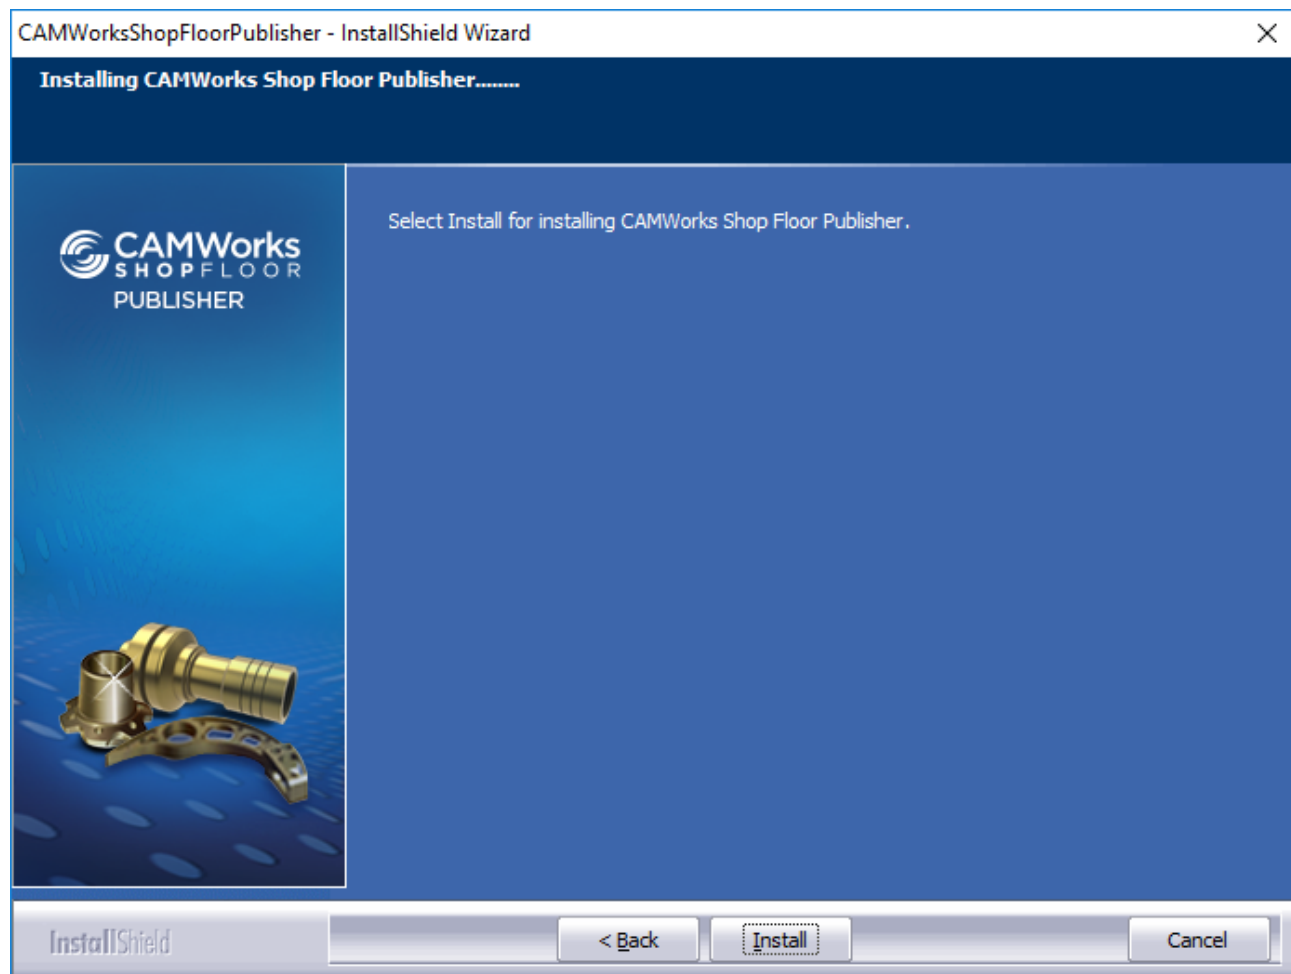 CAMWorksShopFloorPublisher - InstallShield Wizard
Installing CAMWorks Shop Floor Publisher........
CAMWorks
SHOPFLOOR
PUBLISHER
Select Install for installing CAMWorks Shop Floor Publisher.
InstallShield
< Back
Install
Cancel